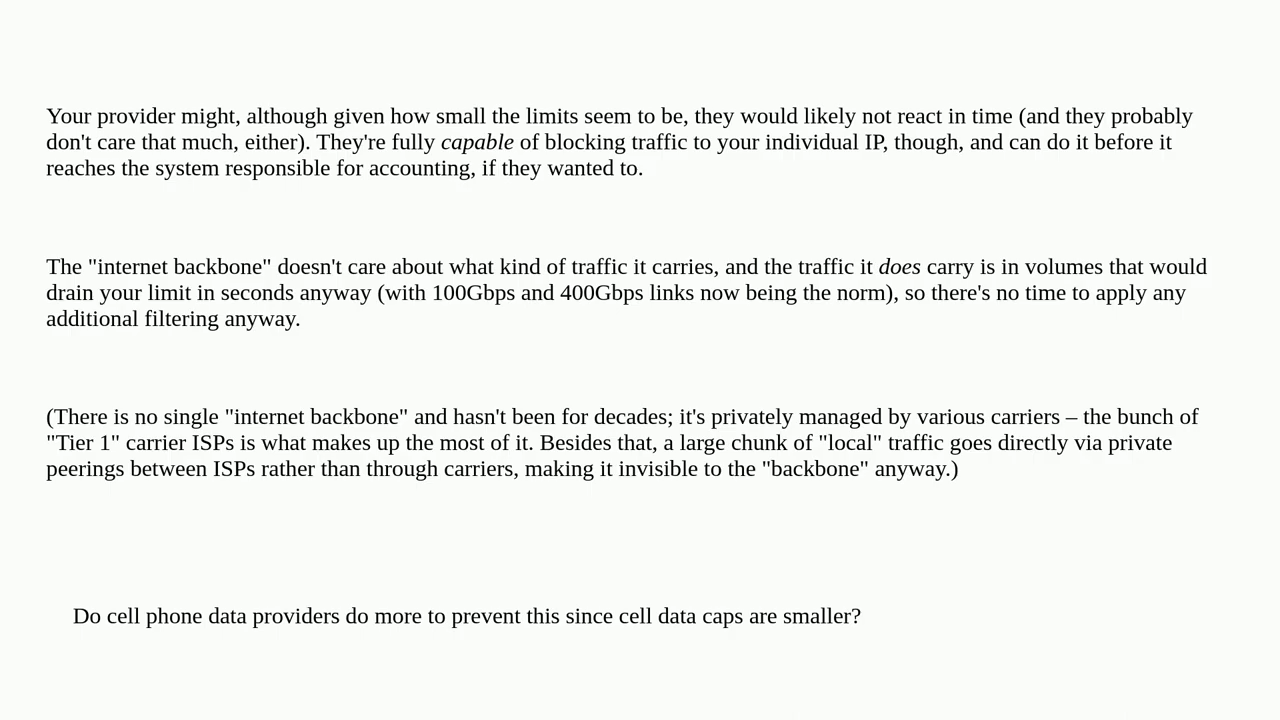 Your provider might, although given how small the limits seem to be, they would likely not react in time (and they probably
don't care that much, either). They're fully capable of blocking traffic to your individual IP, though, and can do it before it
reaches the system responsible for accounting, if they wanted to.
The "internet backbone" doesn't care about what kind of traffic it carries, and the traffic it does carry is in volumes that would
drain your limit in seconds anyway (with 100Gbps and 400Gbps links now being the norm), so there's no time to apply any
additional filtering anyway.
(There is no single "internet backbone" and hasn't been for decades; it's privately managed by various carriers – the bunch of
"Tier 1" carrier ISPs is what makes up the most of it. Besides that, a large chunk of "local" traffic goes directly via private
peerings between ISPs rather than through carriers, making it invisible to the "backbone" anyway.)
Do cell phone data providers do more to prevent this since cell data caps are smaller?